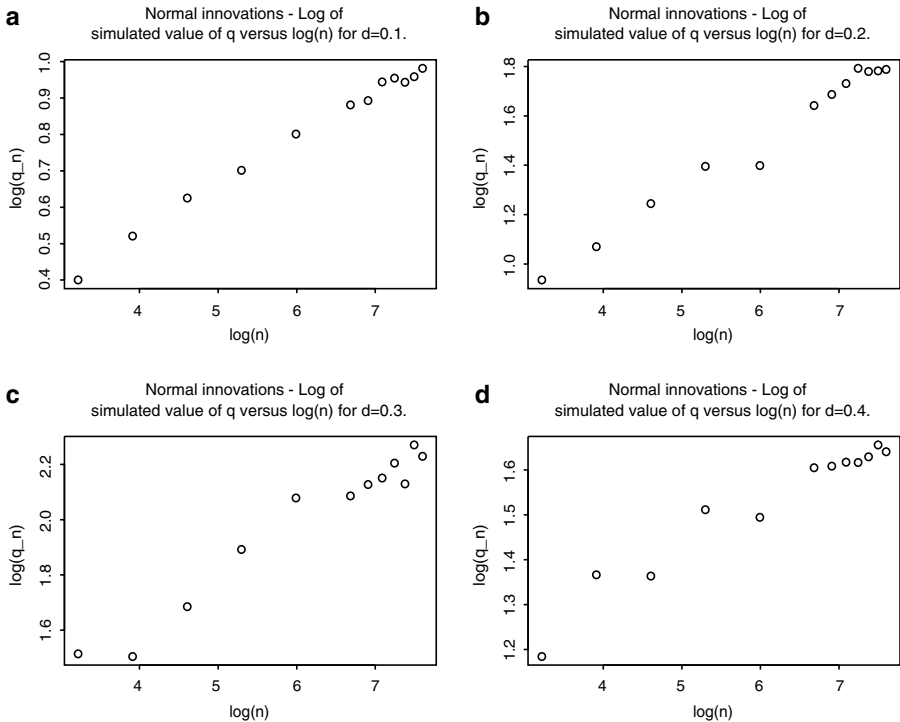 a
Normal innovations - Log of
simulated value of q versus log(n) for d=0.1.
1.0
0.9
0.8
0.7
0.6
0.5
0.4
log(q_n)
4 5 6 7
log(n)
b
Normal innovations - Log of
simulated value of q versus log(n) for d=0.2.
1.8
1.6
1.4
1.2
1.0
log(q_n)
4 5 6 7
log(n)
c
Normal innovations - Log of
simulated value of q versus log(n) for d=0.3.
2.2
2.0
1.8
1.6
log(q_n)
4 5 6 7
log(n)
d
Normal innovations - Log of
simulated value of q versus log(n) for d=0.4.
1.6
1.5
1.4
1.3
1.2
log(q_n)
4 5 6 7
log(n)